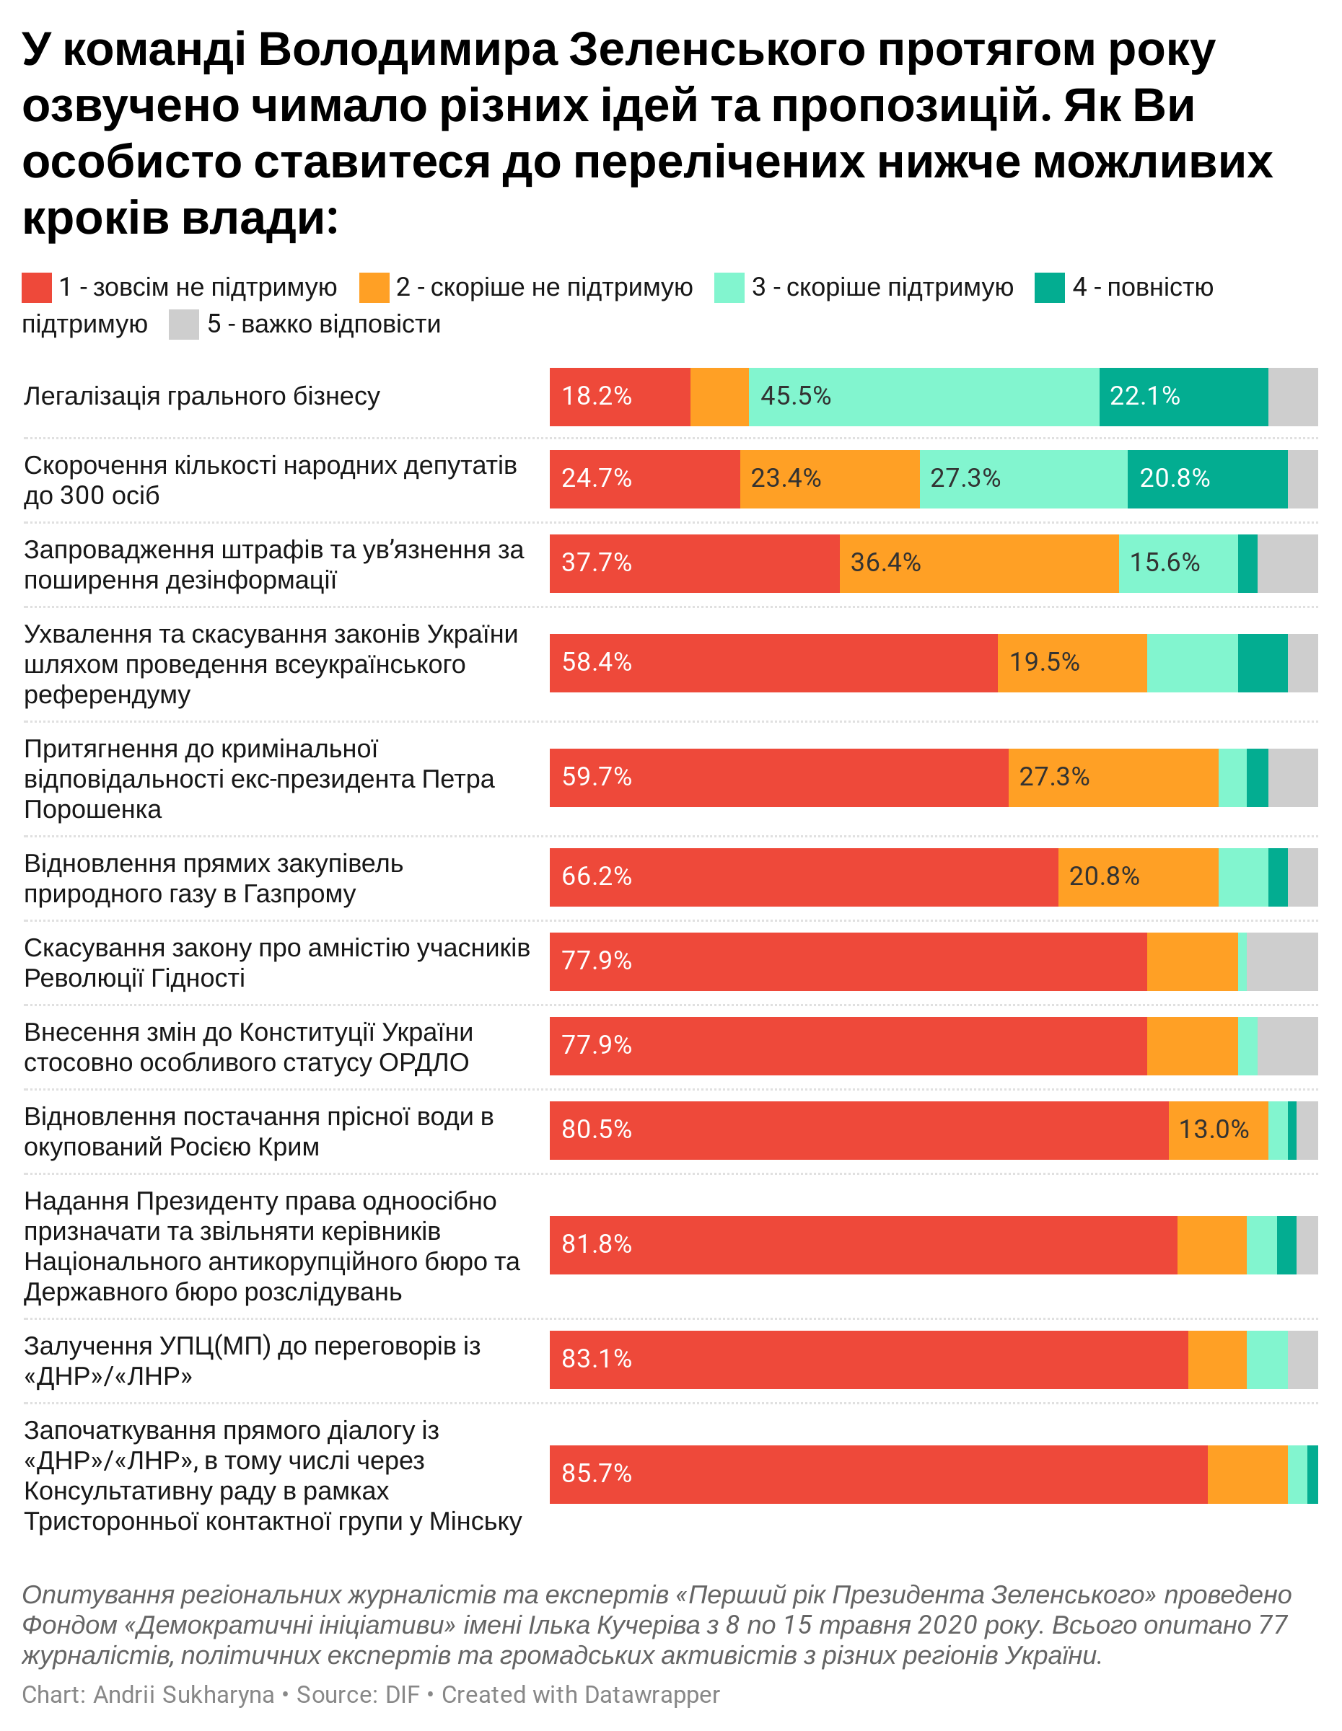 У команді Володимира Зеленського протягом року
озвучено чимало різних ідей та пропозицій. Як Ви
особисто ставитеся до перелічених нижче можливих
кроків влади:
1 - зовсім не підтримую 2 - скоріше не підтримую 3 - скоріше підтримую 4 - повністю
підтримую 5 - важко відповісти
Легалізація грального бізнесу
18.2% 45.5% 22.1%
Скорочення кількості народних депутатів
до 300 осіб
24.7% 23.4% 27.3% 20.8%
Запровадження штрафів та ув’язнення за
поширення дезінформації
37.7% 36.4% 15.6%
Ухвалення та скасування законів України
шляхом проведення всеукраїнського
референдуму
58.4% 19.5%
Притягнення до кримінальної
відповідальності екс-президента Петра
Порошенка
59.7% 27.3%
Відновлення прямих закупівель
природного газу в Газпрому
66.2% 20.8%
Скасування закону про амністію учасників
Революції Гідності
77.9%
Внесення змін до Конституції України
стосовно особливого статусу ОРДЛО
77.9%
Відновлення постачання прісної води в
окупований Росією Крим
80.5% 13.0%
Надання Президенту права одноосібно
призначати та звільняти керівників
Національного антикорупційного бюро та
Державного бюро розслідувань
81.8%
Залучення УПЦ(МП) до переговорів із
«ДНР»/«ЛНР»
83.1%
Започаткування прямого діалогу із
«ДНР»/«ЛНР», в тому числі через
Консультативну раду в рамках
Тристоронньої контактної групи у Мінську
85.7%
Опитування регіональних журналістів та експертів «Перший рік Президента Зеленського» проведено
Фондом «Демократичні ініціативи» імені Ілька Кучеріва з 8 по 15 травня 2020 року. Всього опитано 77
журналістів, політичних експертів та громадських активістів з різних регіонів України.
Chart: Andrii Sukharyna • Source: DIF • Created with Datawrapper